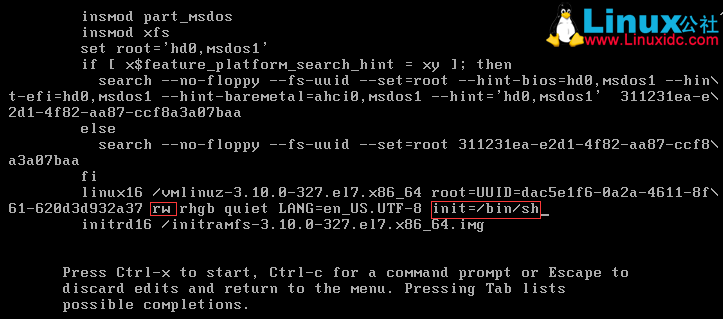 insmod part_msdos
insmod xfs
set root='hd0,msdos1'
if [ x$feature_platform_search_hint = xy ]; then
search --no-floppy --fs-uuid --set=root --hint-bios=hd0,msdos1 --hin\
t-efi=hd0,msdos1 --hint-baremetal=ahci0,msdos1 --hint='hd0,msdos1'  311231ea-e\
2d1-4f82-aa87-ccf8a3a07baa
else
search --no-floppy --fs-uuid --set=root 311231ea-e2d1-4f82-aa87-ccf8\
a3a07baa
fi
linux16 /vmlinuz-3.10.0-327.el7.x86_64 root=UUID=dac5e1f6-0a2a-4611-8f\
61-620d3d932a37 rw rhgb quiet LANG=en_US.UTF-8 init=/bin/sh_
initrd16 /initramfs-3.10.0-327.el7.x86_64.img
Press Ctrl-x to start, Ctrl-c for a command prompt or Escape to
discard edits and return to the menu. Pressing Tab lists
possible completions.
Linux公社
www.Linuxidc.com